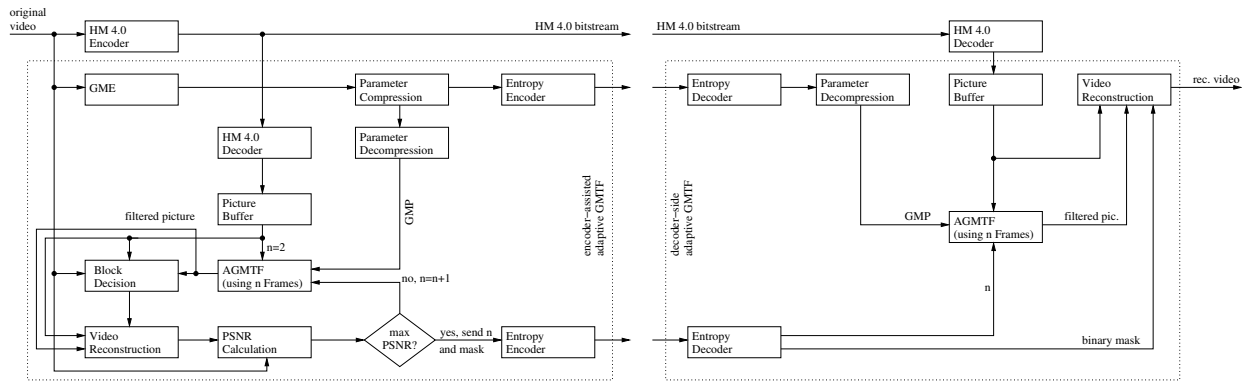 original
video
HM 4.0
Encoder
HM 4.0 bitstream
HM 4.0 bitstream
HM 4.0
Decoder
GME
Parameter
Compression
Entropy
Encoder
Entropy
Decoder
Parameter
Decompression
Picture
Buffer
Video
Reconstruction
rec. video
HM 4.0
Decoder
Parameter
Decompression
Picture
Buffer
GMP
encoder–assisted
adaptive GMTF
decoder–side
adaptive GMTF
filtered picture
n=2
GMP
AGMTF
(using n Frames)
filtered pic.
Block
Decision
AGMTF
(using n Frames)
no, n=n+1
n
Video
Reconstruction
PSNR
Calculation
max
PSNR?
yes, send n
and mask
Entropy
Encoder
Entropy
Decoder
binary mask